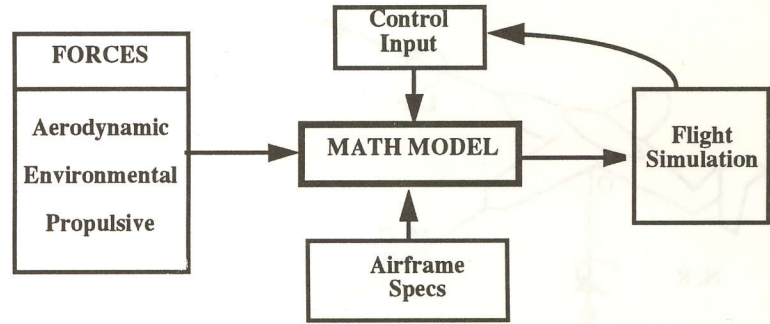 FORCES
Aerodynamic
Environmental
Propulsive
Control
Input
MATH MODEL
Airframe
Specs
Flight
Simulation